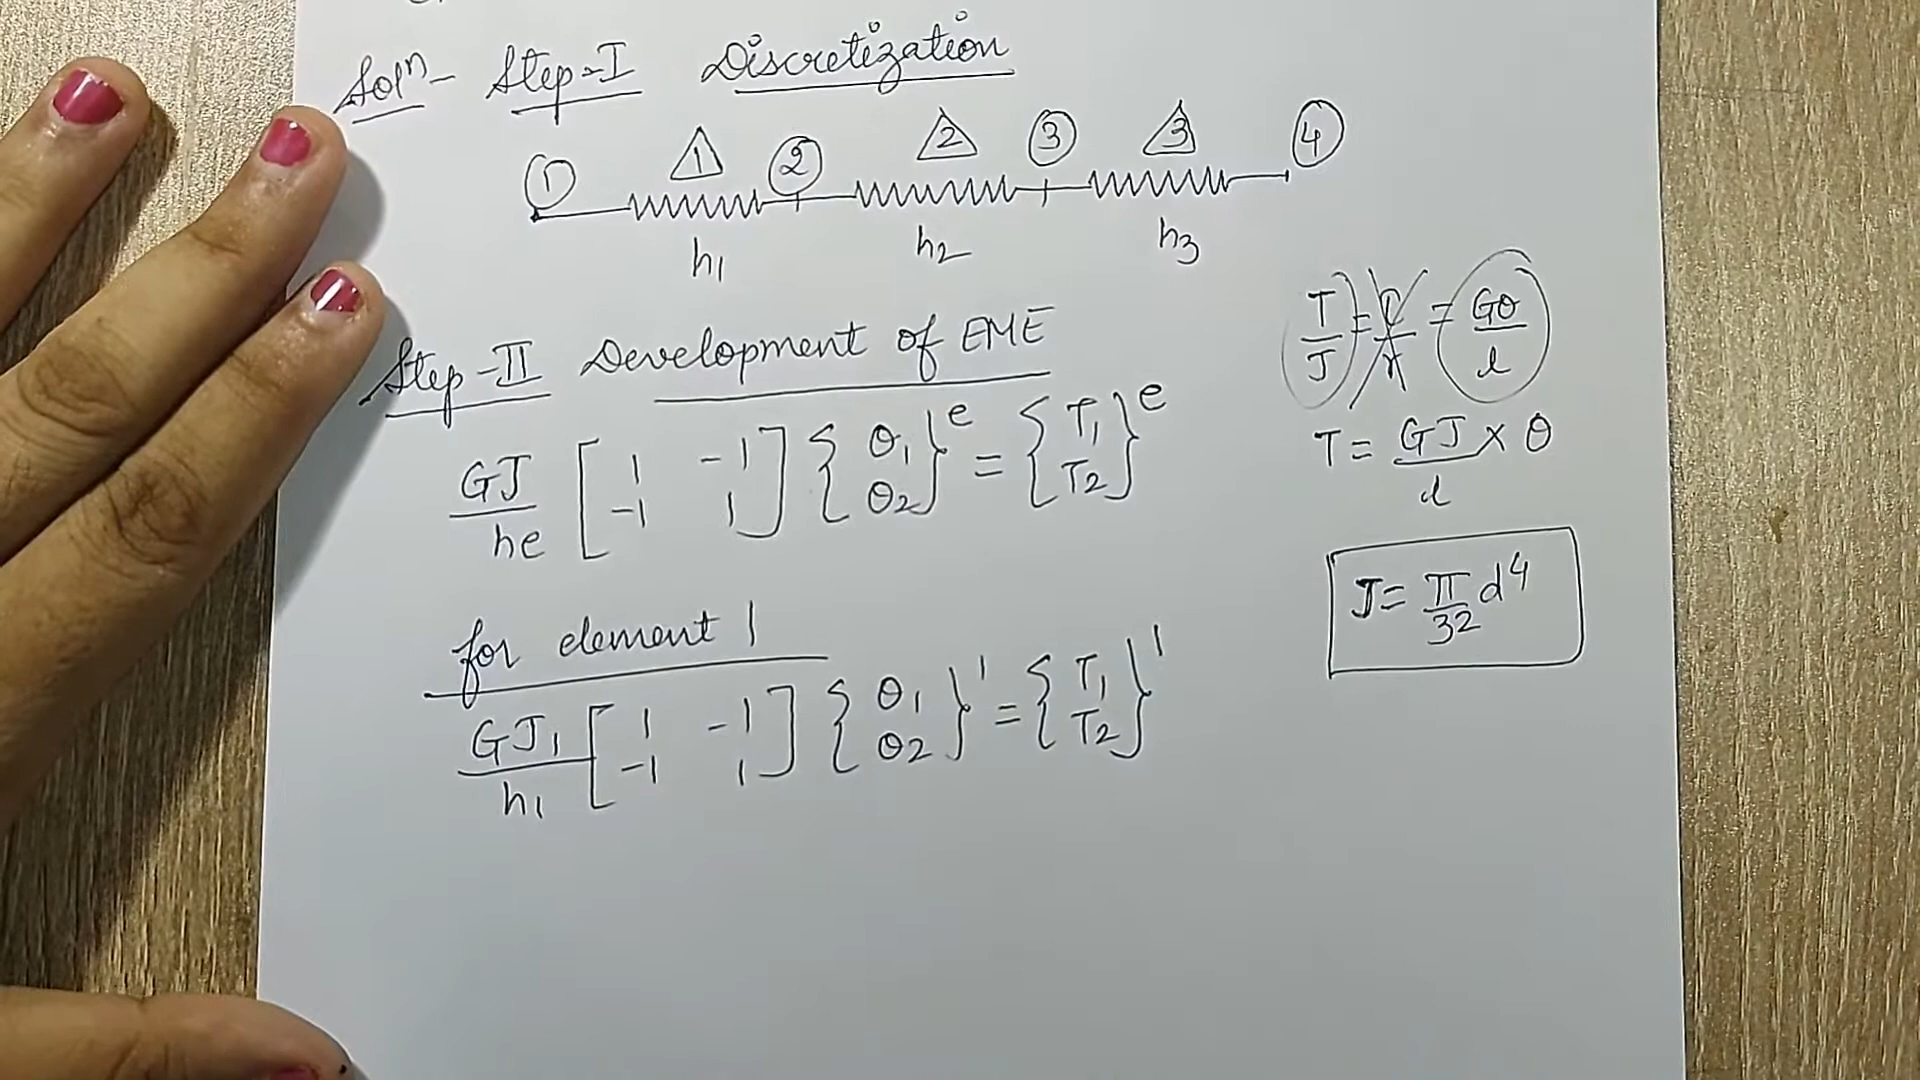 Solⁿ- Step-I Discretization
1 1 2 2 3 3 4
h₁ h₂ h₃
Step-II Development of EME
GJ/he [1 -1; -1 1] {θ₁; θ₂}ᵉ = {T₁; T₂}ᵉ
for element 1
GJ₁/h₁ [1 -1; -1 1] {θ₁; θ₂}¹ = {T₁; T₂}¹
T/J = = Gθ/l
T = GJ/l × θ
J = π/32 d⁴